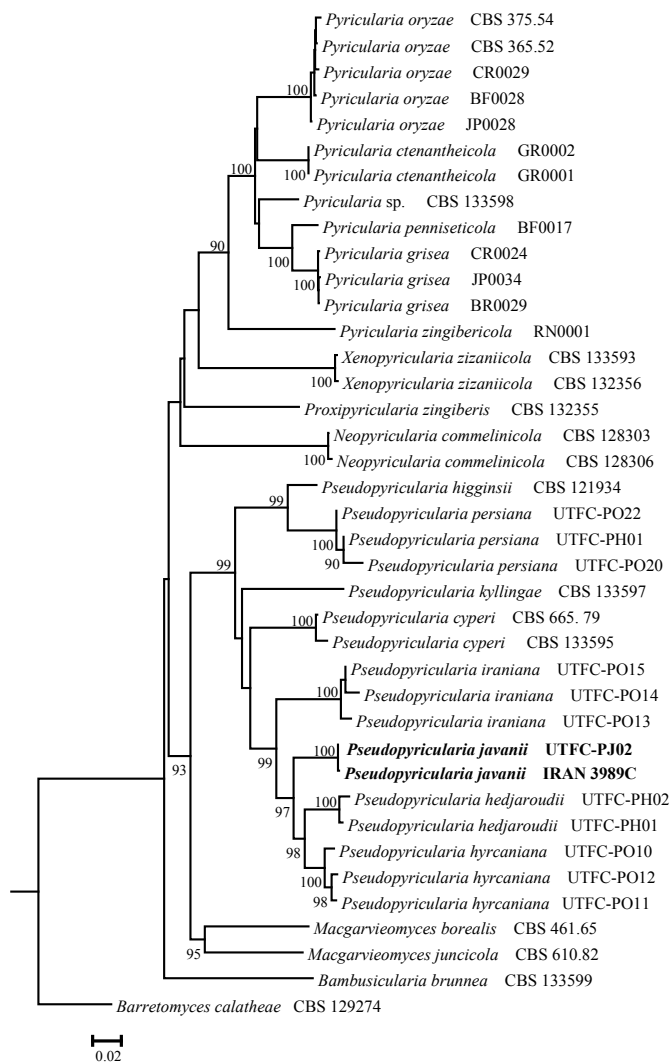 Pyricularia oryzae CBS 375.54
Pyricularia oryzae CBS 365.52
Pyricularia oryzae CR0029
100 Pyricularia oryzae BF0028
Pyricularia oryzae JP0028
Pyricularia ctenantheicola GR0002
100 100 Pyricularia ctenantheicola GR0001
Pyricularia sp. CBS 133598
Pyricularia penniseticola BF0017
90 Pyricularia grisea CR0024
100 100 Pyricularia grisea JP0034
Pyricularia grisea BR0029
Pyricularia zingibericola RN0001
Xenopyricularia zizaniicola CBS 133593
100 Xenopyricularia zizaniicola CBS 132356
Proxipyricularia zingiberis CBS 132355
Neopyricularia commelinicola CBS 128303
100 Neopyricularia commelinicola CBS 128306
Pseudopyricularia higginsii CBS 121934
99 Pseudopyricularia persiana UTFC-PO22
100 Pseudopyricularia persiana UTFC-PH01
99 90 Pseudopyricularia persiana UTFC-PO20
Pseudopyricularia kyllingae CBS 133597
100 Pseudopyricularia cyperi CBS 665. 79
Pseudopyricularia cyperi CBS 133595
Pseudopyricularia iraniana UTFC-PO15
100 Pseudopyricularia iraniana UTFC-PO14
Pseudopyricularia iraniana UTFC-PO13
100 Pseudopyricularia javanii UTFC-PJ02
93 99 Pseudopyricularia javanii IRAN 3989C
100 Pseudopyricularia hedjaroudii UTFC-PH02
97 Pseudopyricularia hedjaroudii UTFC-PH01
98 Pseudopyricularia hyrcaniana UTFC-PO10
100 Pseudopyricularia hyrcaniana UTFC-PO12
98 Pseudopyricularia hyrcaniana UTFC-PO11
Macgarvieomyces borealis CBS 461.65
95 Macgarvieomyces juncicola CBS 610.82
Bambusicularia brunnea CBS 133599
Barretomyces calatheae CBS 129274
0.02